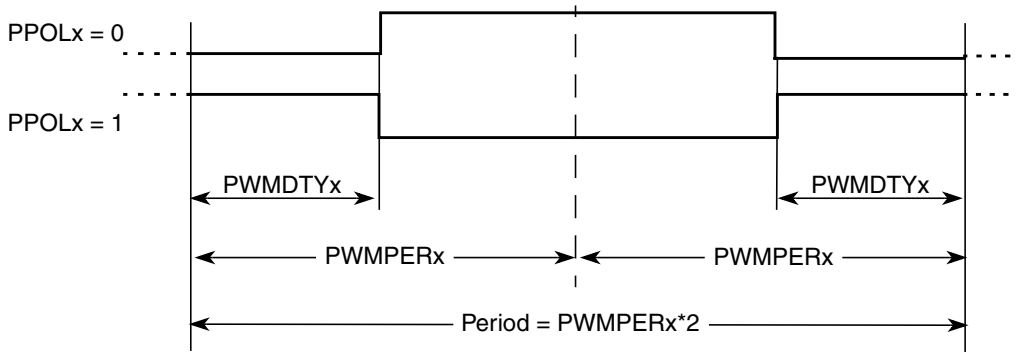 PPOLx = 0
PPOLx = 1
PWMDTYx PWMDTYx
PWMPERx PWMPERx
Period = PWMPERx*2